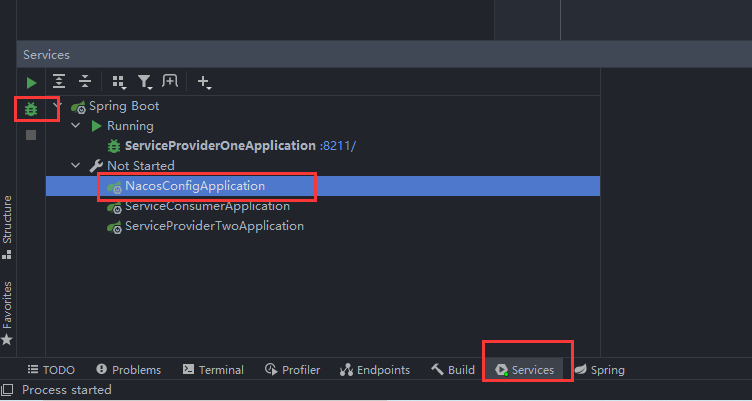 Services
Spring Boot
Running
ServiceProviderOneApplication :8211/
Not Started
NacosConfigApplication
ServiceConsumerApplication
ServiceProviderTwoApplication
Structure
Favorites
TODO Problems Terminal Profiler Endpoints Build Services Spring
Process started